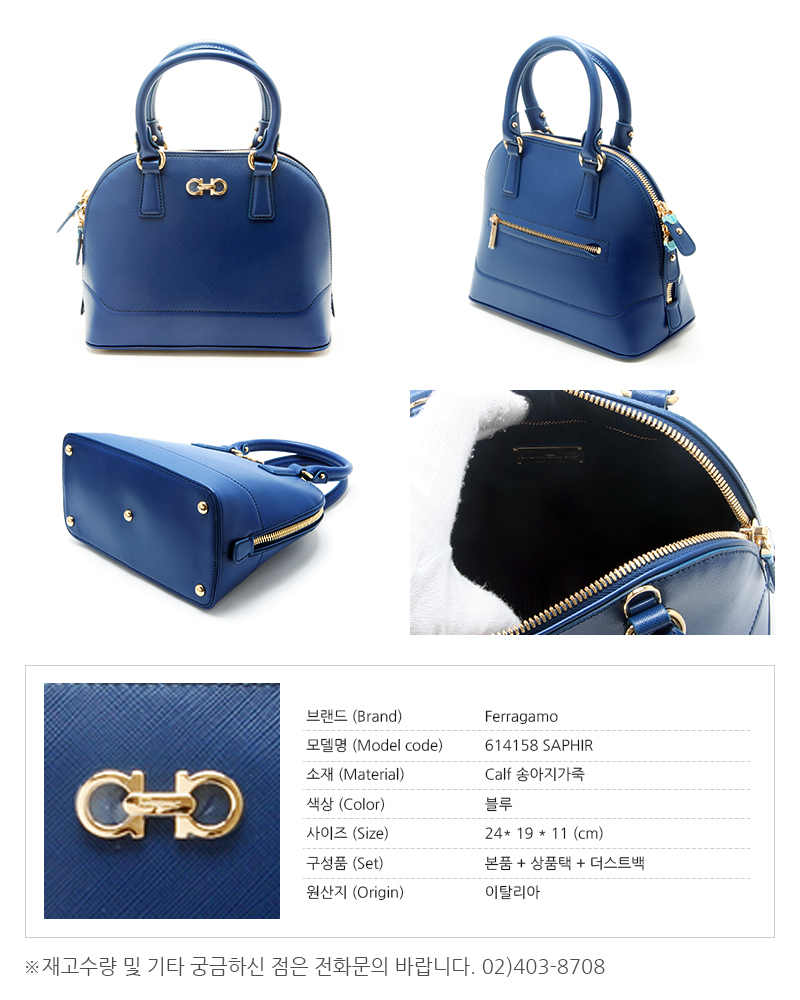 브랜드 (Brand) Ferragamo
모델명 (Model code) 614158 SAPHIR
소재 (Material) Calf 송아지가죽
색상 (Color) 블루
사이즈 (Size) 24* 19 * 11 (cm)
구성품 (Set) 본품 + 상품택 + 더스트백
원산지 (Origin) 이탈리아
※재고수량 및 기타 궁금하신 점은 전화문의 바랍니다. 02)403-8708